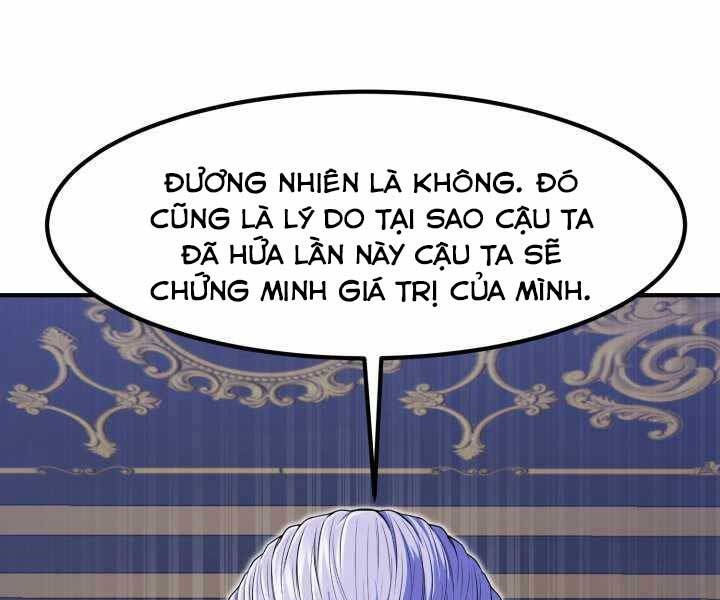 ĐƯƠNG NHIÊN LÀ KHÔNG. ĐÓ
CŨNG LÀ LÝ DO TẠI SAO CẬU TA
ĐÃ HỨA LẦN NÀY CẬU TA SẼ
CHỨNG MINH GIÁ TRỊ CỦA MÌNH.